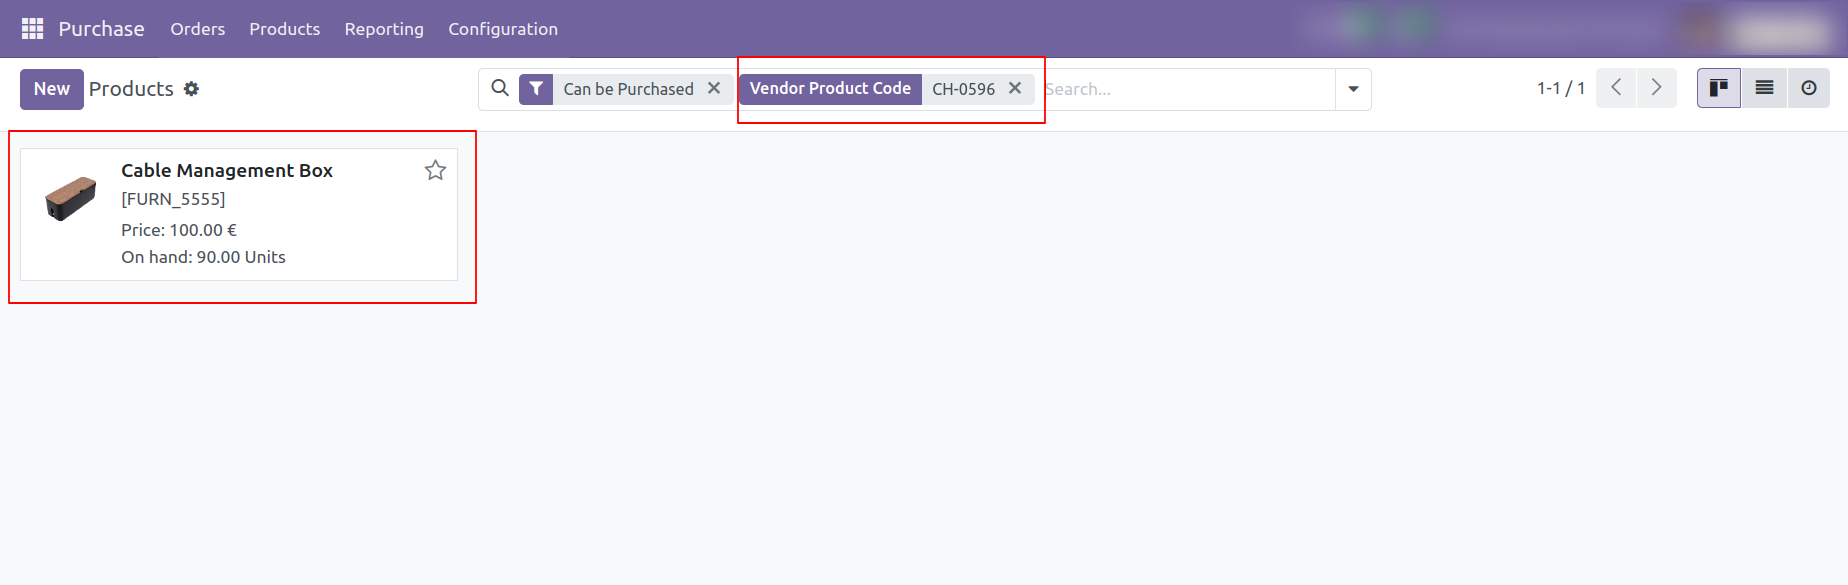 Purchase Orders Products Reporting Configuration
New Products Can be Purchased Vendor Product Code CH-0596 Search... 1-1 / 1
Cable Management Box
[FURN_5555]
Price: 100.00 €
On hand: 90.00 Units